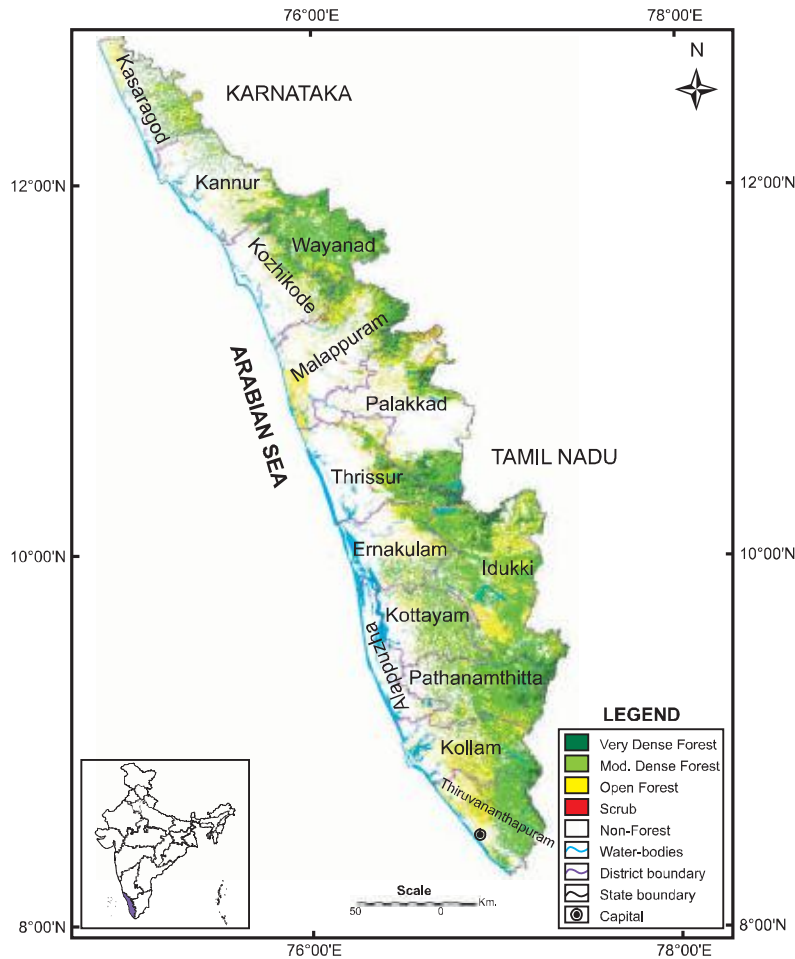 76°00'E
78°00'E
N
KARNATAKA
Kasaragod
12°00'N
12°00'N
Kannur
Wayanad
Kozhikode
Malappuram
ARABIAN SEA
Palakkad
TAMIL NADU
Thrissur
10°00'N
10°00'N
Ernakulam
Idukki
Kottayam
Alappuzha
Pathanamthitta
Kollam
Thiruvananthapuram
LEGEND
Very Dense Forest
Mod. Dense Forest
Open Forest
Scrub
Non-Forest
Water-bodies
District boundary
State boundary
Capital
Scale
50
0
Km.
8°00'N
8°00'N
76°00'E
78°00'E